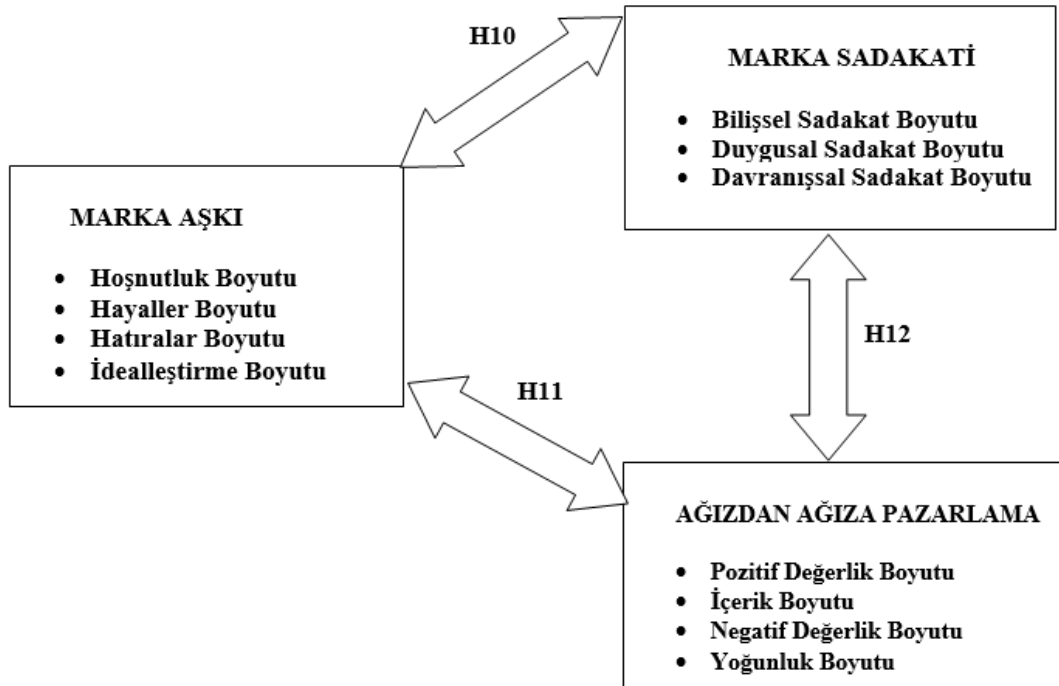 H10
MARKA SADAKATİ
• Bilişsel Sadakat Boyutu
• Duygusal Sadakat Boyutu
• Davranışsal Sadakat Boyutu
MARKA AŞKI
• Hoşnutluk Boyutu
• Hayaller Boyutu
• Hatıralar Boyutu
• İdealleştirme Boyutu
H12
H11
AĞIZDAN AĞIZA PAZARLAMA
• Pozitif Değerlik Boyutu
• İçerik Boyutu
• Negatif Değerlik Boyutu
• Yoğunluk Boyutu